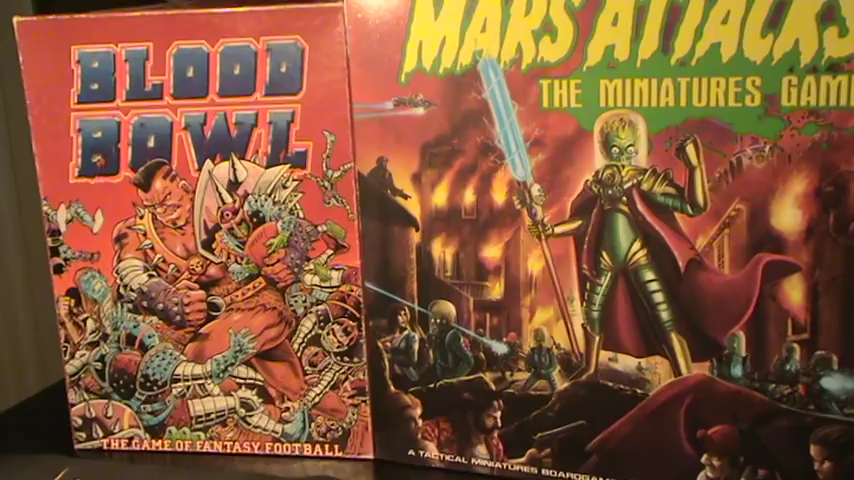 BLOOD
BOWL
THE GAME OF FANTASY FOOTBALL
MARS ATTACKS
THE MINIATURES GAME
A TACTICAL MINIATURES BOARDGAME